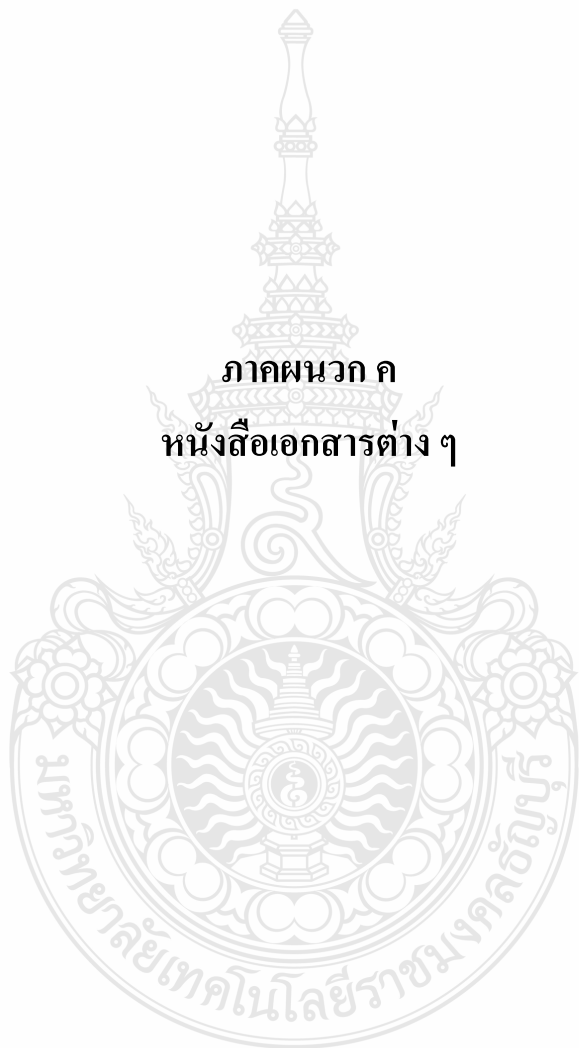 ภาคผนวก ค
หนังสือเอกสารต่าง ๆ
มหาวิทยาลัยเทคโนโลยีราชมงคลธัญบุรี